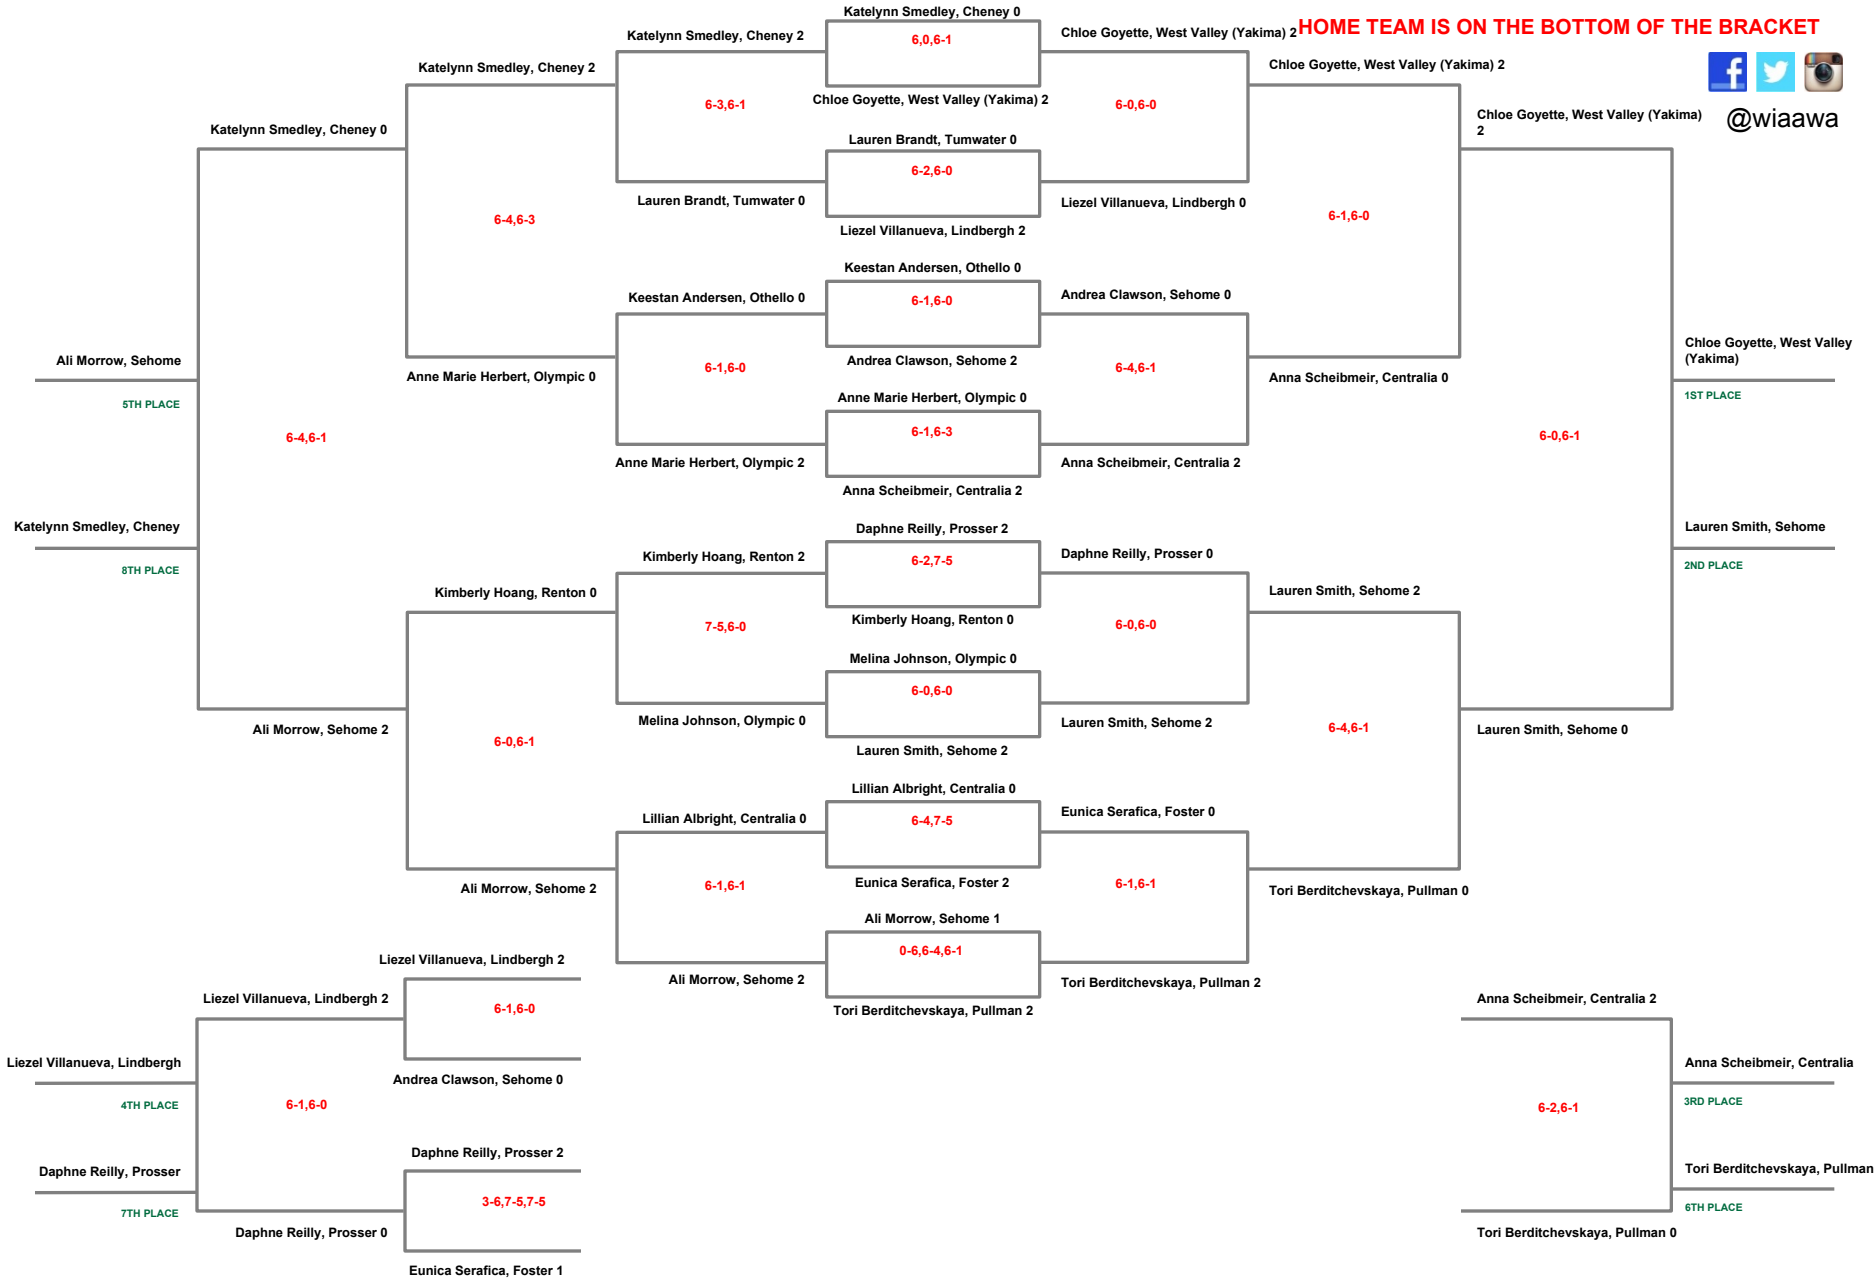 Katelynn Smedley, Cheney 0
HOME TEAM IS ON THE BOTTOM OF THE BRACKET
Katelynn Smedley, Cheney 2
6,0,6-1
Chloe Goyette, West Valley (Yakima) 2
Katelynn Smedley, Cheney 2
Chloe Goyette, West Valley (Yakima) 2
6-3,6-1
Chloe Goyette, West Valley (Yakima) 2
6-0,6-0
Chloe Goyette, West Valley (Yakima)
2
@wiaawa
Katelynn Smedley, Cheney 0
Lauren Brandt, Tumwater 0
6-2,6-0
Lauren Brandt, Tumwater 0
Liezel Villanueva, Lindbergh 0
6-4,6-3
6-1,6-0
Liezel Villanueva, Lindbergh 2
Keestan Andersen, Othello 0
Keestan Andersen, Othello 0
6-1,6-0
Andrea Clawson, Sehome 0
Ali Morrow, Sehome
Andrea Clawson, Sehome 2
Chloe Goyette, West Valley
(Yakima)
6-1,6-0
6-4,6-1
Anne Marie Herbert, Olympic 0
Anna Scheibmeir, Centralia 0
5TH PLACE
Anne Marie Herbert, Olympic 0
1ST PLACE
6-4,6-1
6-1,6-3
6-0,6-1
Anne Marie Herbert, Olympic 2
Anna Scheibmeir, Centralia 2
Anna Scheibmeir, Centralia 2
Katelynn Smedley, Cheney
Daphne Reilly, Prosser 2
Lauren Smith, Sehome
Kimberly Hoang, Renton 2
6-2,7-5
Daphne Reilly, Prosser 0
8TH PLACE
2ND PLACE
Kimberly Hoang, Renton 0
Lauren Smith, Sehome 2
7-5,6-0
Kimberly Hoang, Renton 0
6-0,6-0
Melina Johnson, Olympic 0
6-0,6-0
Melina Johnson, Olympic 0
Lauren Smith, Sehome 2
Ali Morrow, Sehome 2
6-0,6-1
Lauren Smith, Sehome 2
6-4,6-1
Lauren Smith, Sehome 0
Lillian Albright, Centralia 0
Lillian Albright, Centralia 0
6-4,7-5
Eunica Serafica, Foster 0
Ali Morrow, Sehome 2
6-1,6-1
Eunica Serafica, Foster 2
6-1,6-1
Tori Berditchevskaya, Pullman 0
Ali Morrow, Sehome 1
0-6,6-4,6-1
Liezel Villanueva, Lindbergh 2
Ali Morrow, Sehome 2
Tori Berditchevskaya, Pullman 2
Liezel Villanueva, Lindbergh 2
6-1,6-0
Tori Berditchevskaya, Pullman 2
Anna Scheibmeir, Centralia 2
Liezel Villanueva, Lindbergh
Andrea Clawson, Sehome 0
Anna Scheibmeir, Centralia
4TH PLACE
6-1,6-0
6-2,6-1
3RD PLACE
Daphne Reilly, Prosser 2
Daphne Reilly, Prosser
Tori Berditchevskaya, Pullman
7TH PLACE
3-6,7-5,7-5
6TH PLACE
Daphne Reilly, Prosser 0
Tori Berditchevskaya, Pullman 0
Eunica Serafica, Foster 1